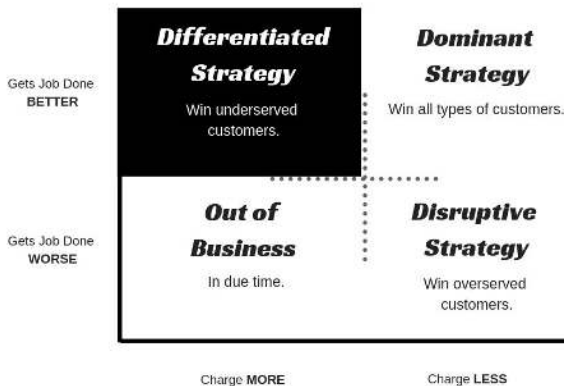 Differentiated
Strategy
Win underserved
customers.
Dominant
Strategy
Win all types of customers.
Gets Job Done
BETTER
Out of
Business
In due time.
Disruptive
Strategy
Win overserved
customers.
Gets Job Done
WORSE
Charge MORE
Charge LESS